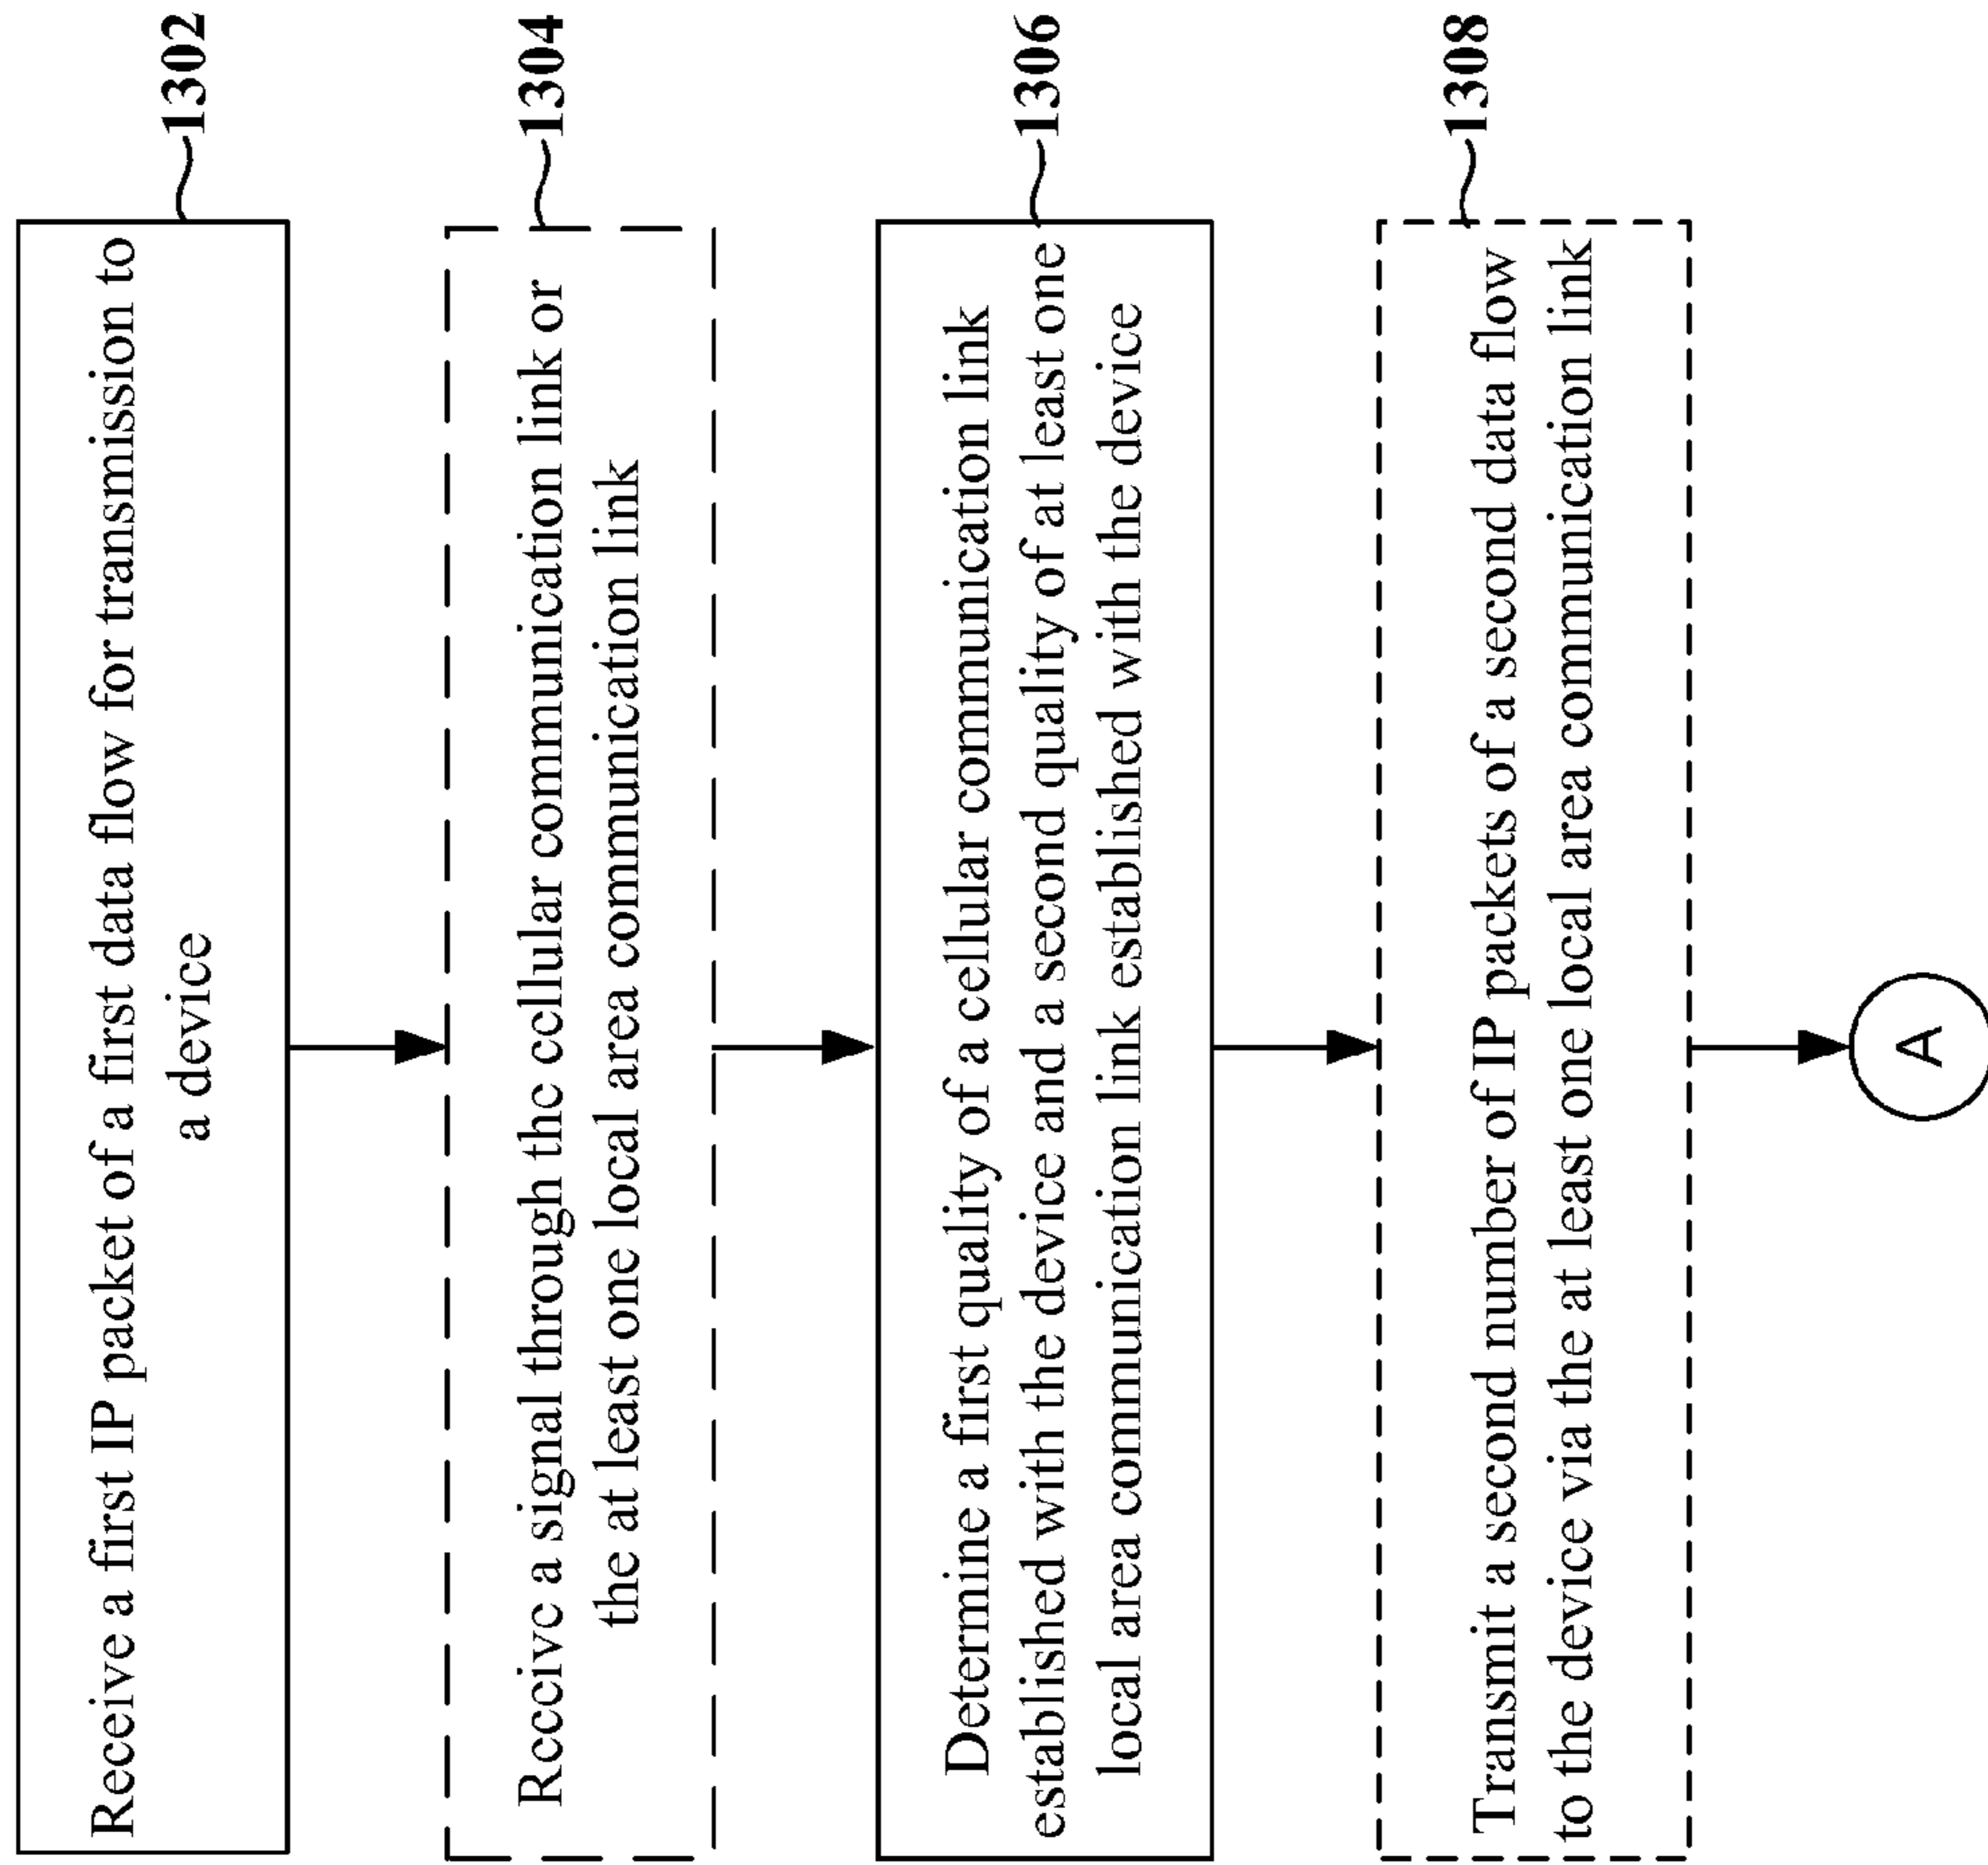 Receive a first IP packet of a first data flow for transmission to
a device
1302
Receive a signal through the cellular communication link or
the at least one local area communication link
1304
Determine a first quality of a cellular communication link
established with the device and a second quality of at least one
local area communication link established with the device
1306
Transmit a second number of IP packets of a second data flow
to the device via the at least one local area communication link
1308
A